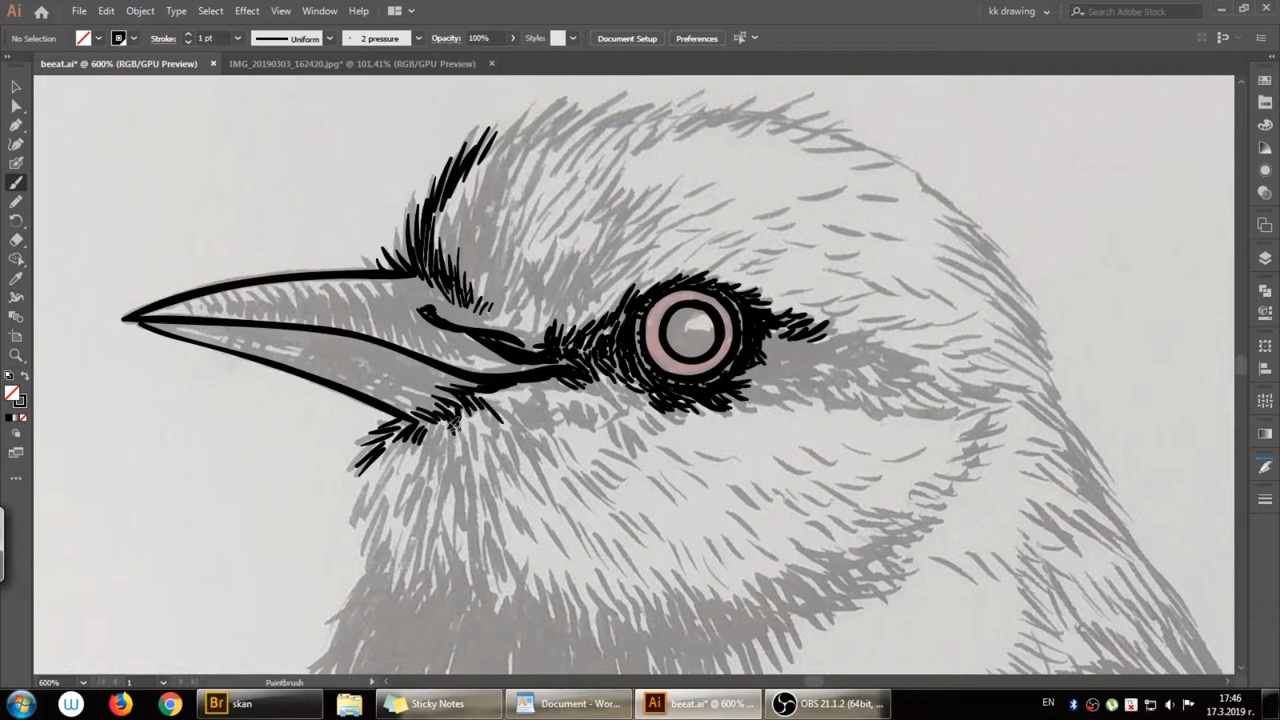 Ai File Edit Object Type Select Effect View Window Help kk drawing Search Adobe Stock
No Selection Stroke: 1 pt Uniform 2 pressure Opacity: 100% Style: Document Setup Preferences
beeat.ai* @ 600% (RGB/GPU Preview) × IMG_20190303_162420.jpg* @ 101,41% (RGB/GPU Preview) ×
600% 1 Paintbrush
W Br skan Sticky Notes Document - Wor... Ai beeat.ai* @ 600% ... OBS 21.1.2 (64bit, ... EN 17:46
17.3.2019 г.